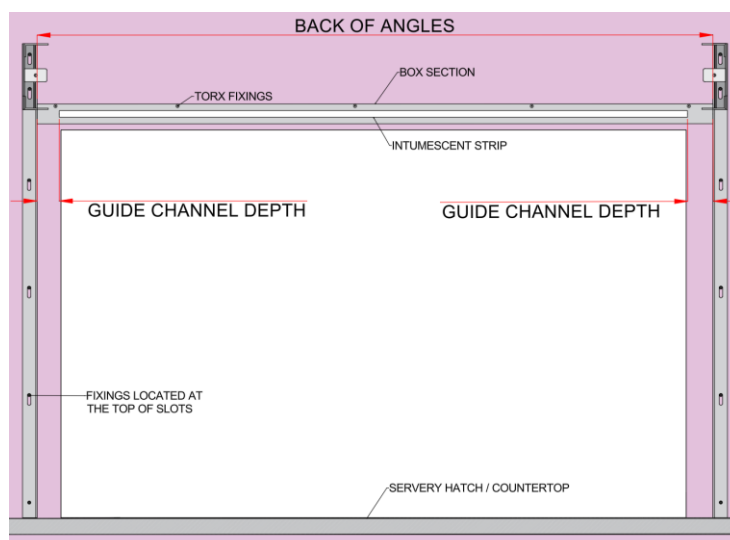 BACK OF ANGLES
BOX SECTION
TORX FIXINGS
INTUMESCENT STRIP
GUIDE CHANNEL DEPTH
GUIDE CHANNEL DEPTH
FIXINGS LOCATED AT
THE TOP OF SLOTS
SERVERY HATCH / COUNTERTOP